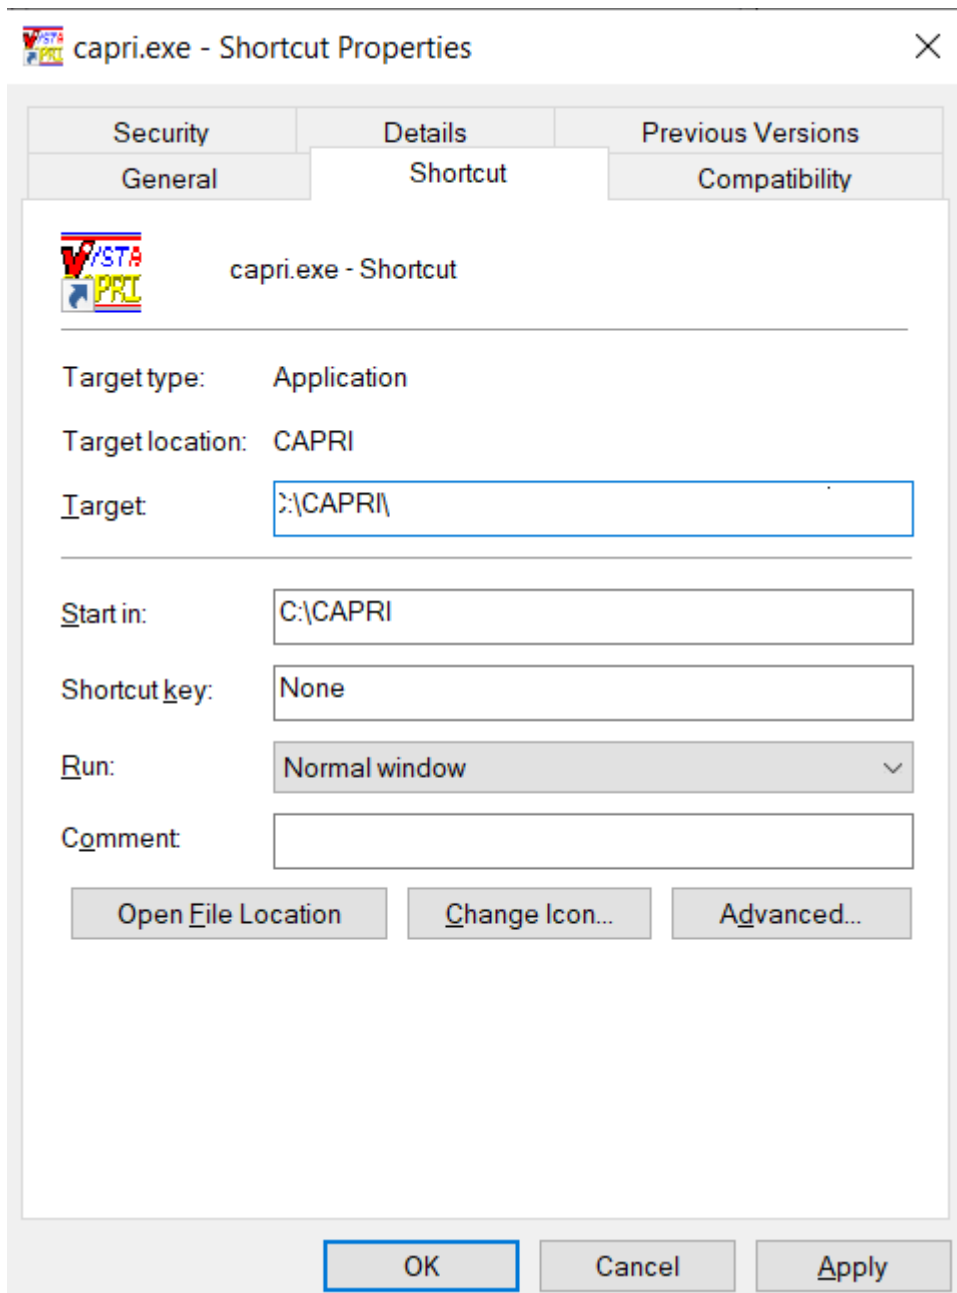 capri.exe - Shortcut Properties
Security Details Previous Versions
General Shortcut Compatibility
VISTA
CAPRI
capri.exe - Shortcut
Target type: Application
Target location: CAPRI
Target: C:\CAPRI\
Start in: C:\CAPRI
Shortcut key: None
Run: Normal window
Comment:
Open File Location Change Icon... Advanced...
OK Cancel Apply